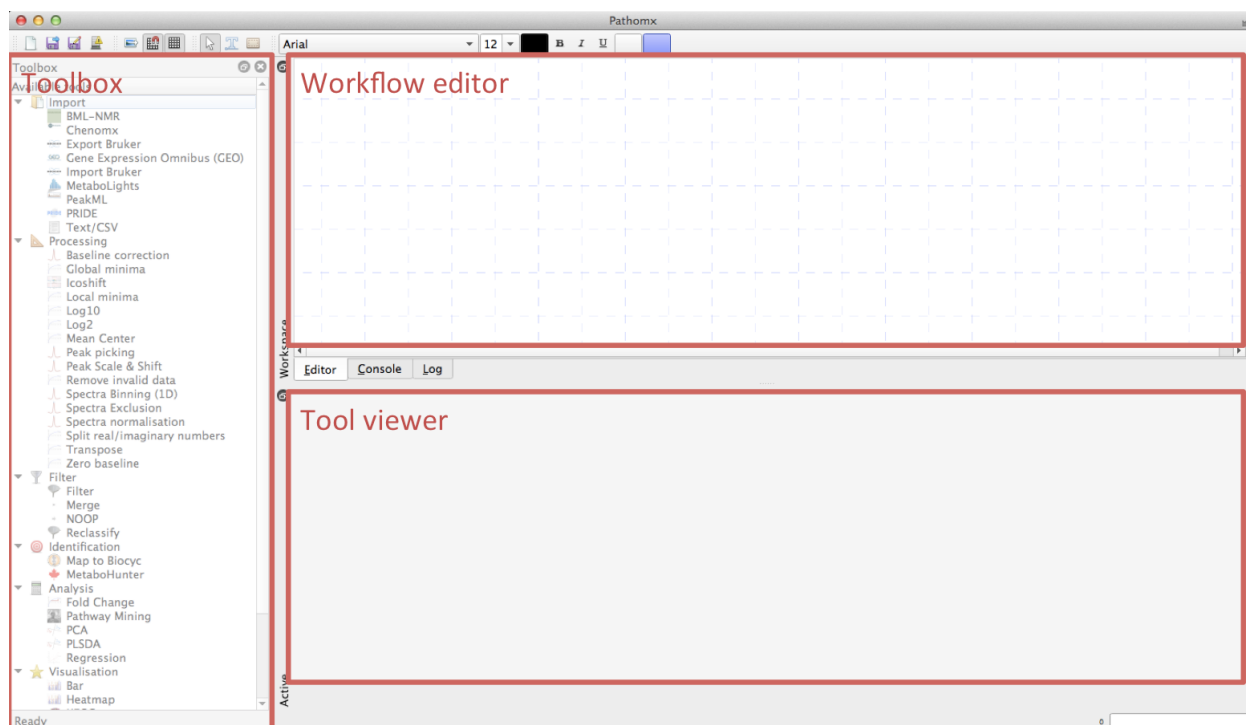 Pathomx
Arial
12
B I U
Toolbox
Toolbox
Import
BML-NMR
Chenomx
Export Bruker
Gene Expression Omnibus (GEO)
Import Bruker
MetaboLights
PeakML
PRIDE
Text/CSV
Processing
Baseline correction
Global minima
Icoshift
Local minima
Log10
Log2
Mean Center
Peak picking
Peak Scale & Shift
Remove invalid data
Spectra Binning (1D)
Spectra Exclusion
Spectra normalisation
Split real/imaginary numbers
Transpose
Zero baseline
Filter
Filter
Merge
NOOP
Reclassify
Identification
Map to Biocyc
MetaboHunter
Analysis
Fold Change
Pathway Mining
PCA
PLSDA
Regression
Visualisation
Bar
Heatmap
Ready
Workflow editor
Workspace
Editor Console Log
Tool viewer
Active
0